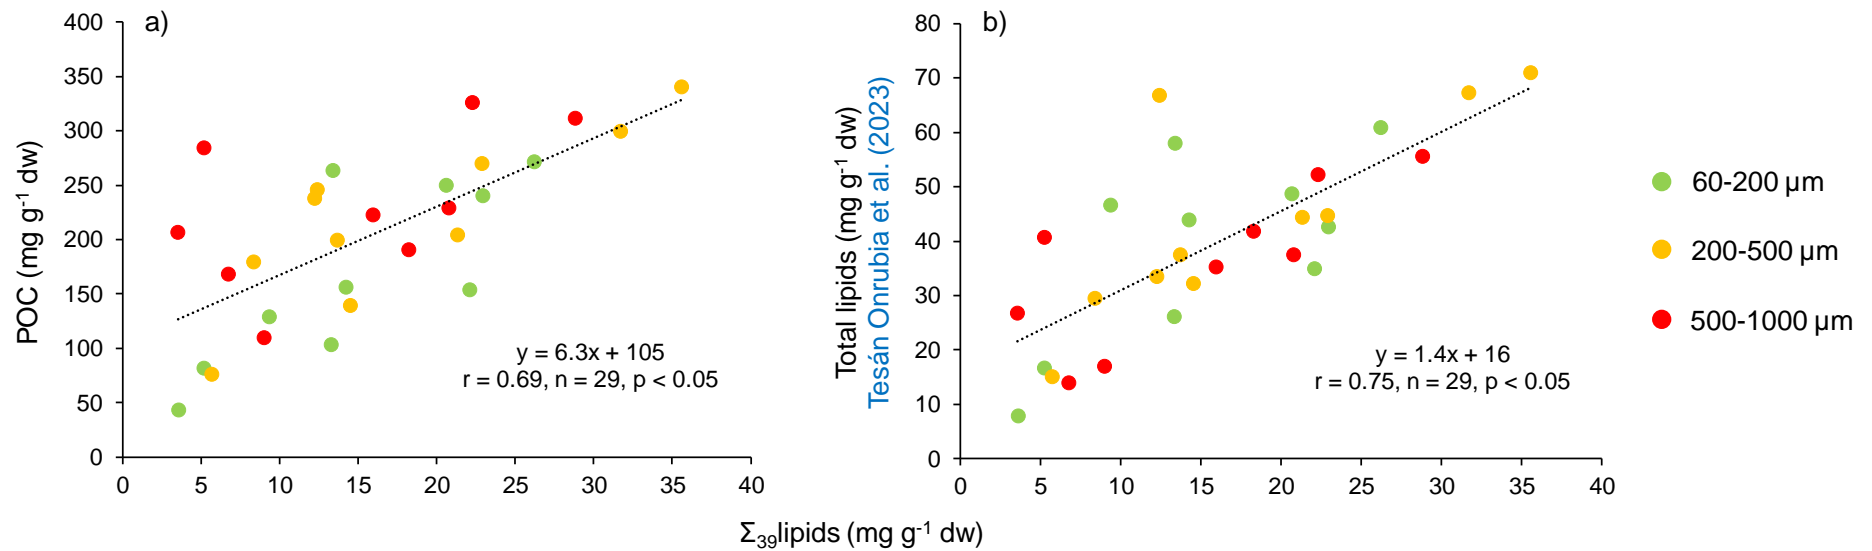 a)
POC (mg g-1 dw)
400
350
300
250
200
150
100
50
0
0 5 10 15 20 25 30 35 40
y = 6.3x + 105
r = 0.69, n = 29, p < 0.05
b)
Total lipids (mg g-1 dw)
Tesán Onrubia et al. (2023)
80
70
60
50
40
30
20
10
0
0 5 10 15 20 25 30 35 40
y = 1.4x + 16
r = 0.75, n = 29, p < 0.05
Σ39lipids (mg g-1 dw)
60-200 µm
200-500 µm
500-1000 µm